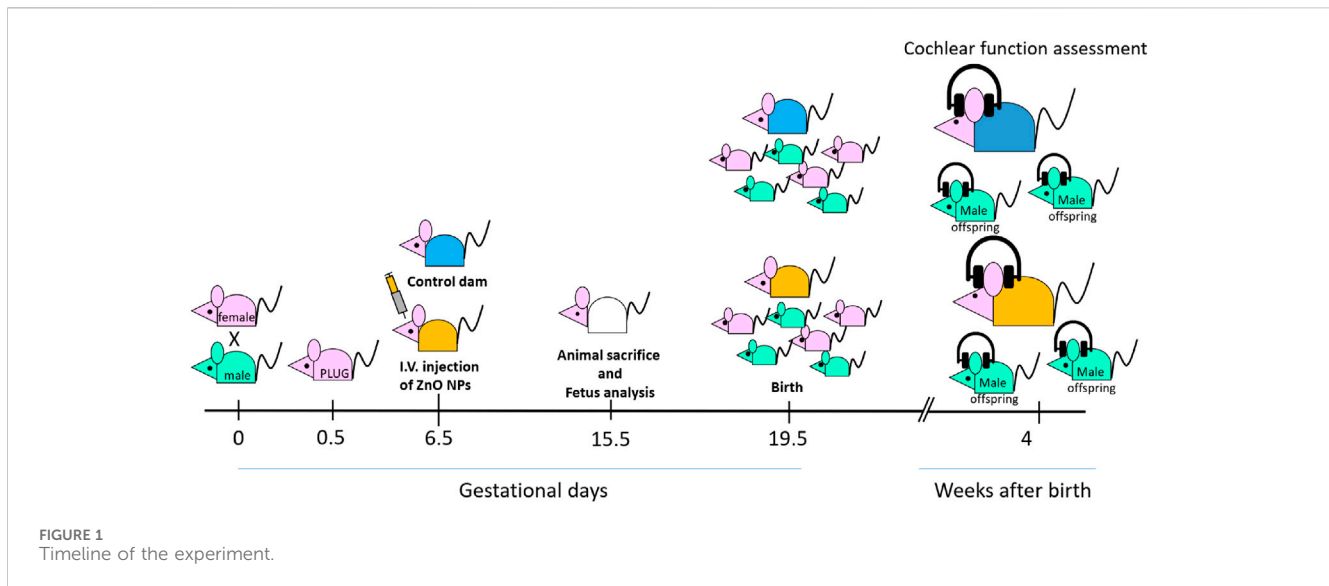 Cochlear function assessment
Male
offspring
Male
offspring
Control dam
female
X
male
PLUG
I.V. injection
of ZnO NPs
Animal sacrifice
and
Fetus analysis
Birth
Male
offspring
Male
offspring
0
0.5
6.5
15.5
19.5
4
Gestational days
Weeks after birth
FIGURE 1
Timeline of the experiment.